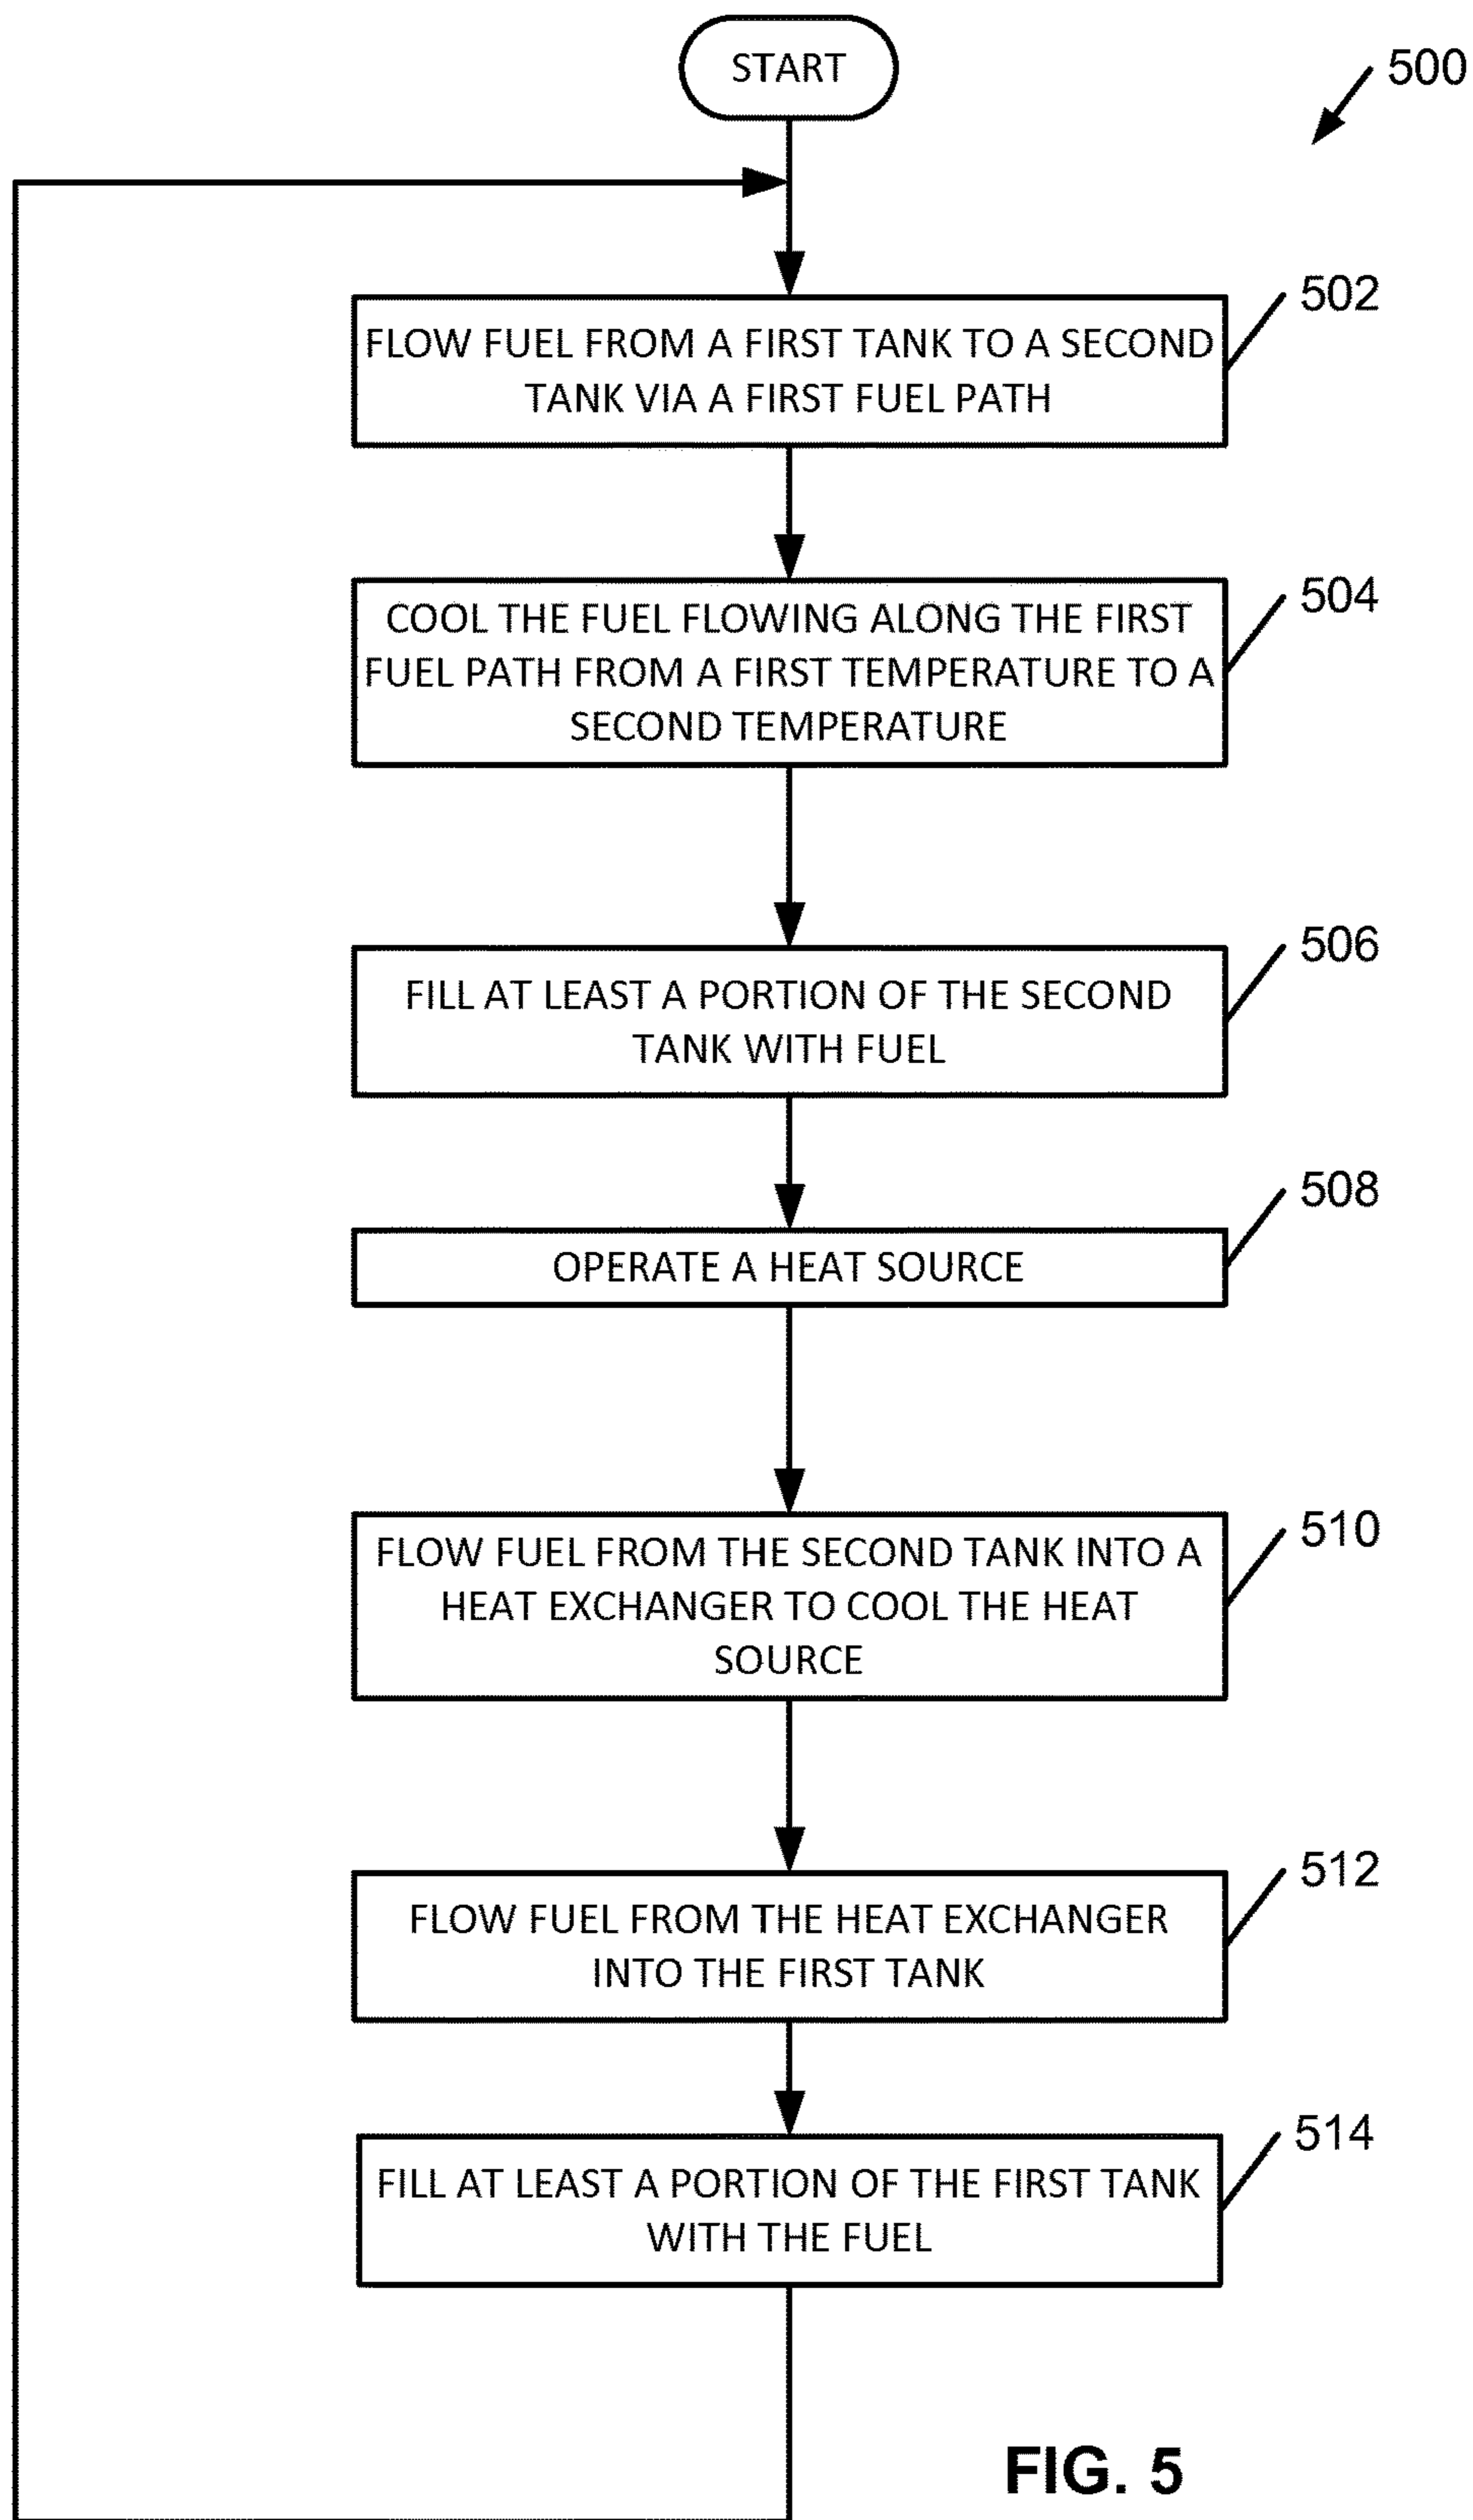 START
500
502
FLOW FUEL FROM A FIRST TANK TO A SECOND
TANK VIA A FIRST FUEL PATH
504
COOL THE FUEL FLOWING ALONG THE FIRST
FUEL PATH FROM A FIRST TEMPERATURE TO A
SECOND TEMPERATURE
506
FILL AT LEAST A PORTION OF THE SECOND
TANK WITH FUEL
508
OPERATE A HEAT SOURCE
510
FLOW FUEL FROM THE SECOND TANK INTO A
HEAT EXCHANGER TO COOL THE HEAT
SOURCE
512
FLOW FUEL FROM THE HEAT EXCHANGER
INTO THE FIRST TANK
514
FILL AT LEAST A PORTION OF THE FIRST TANK
WITH THE FUEL
FIG. 5